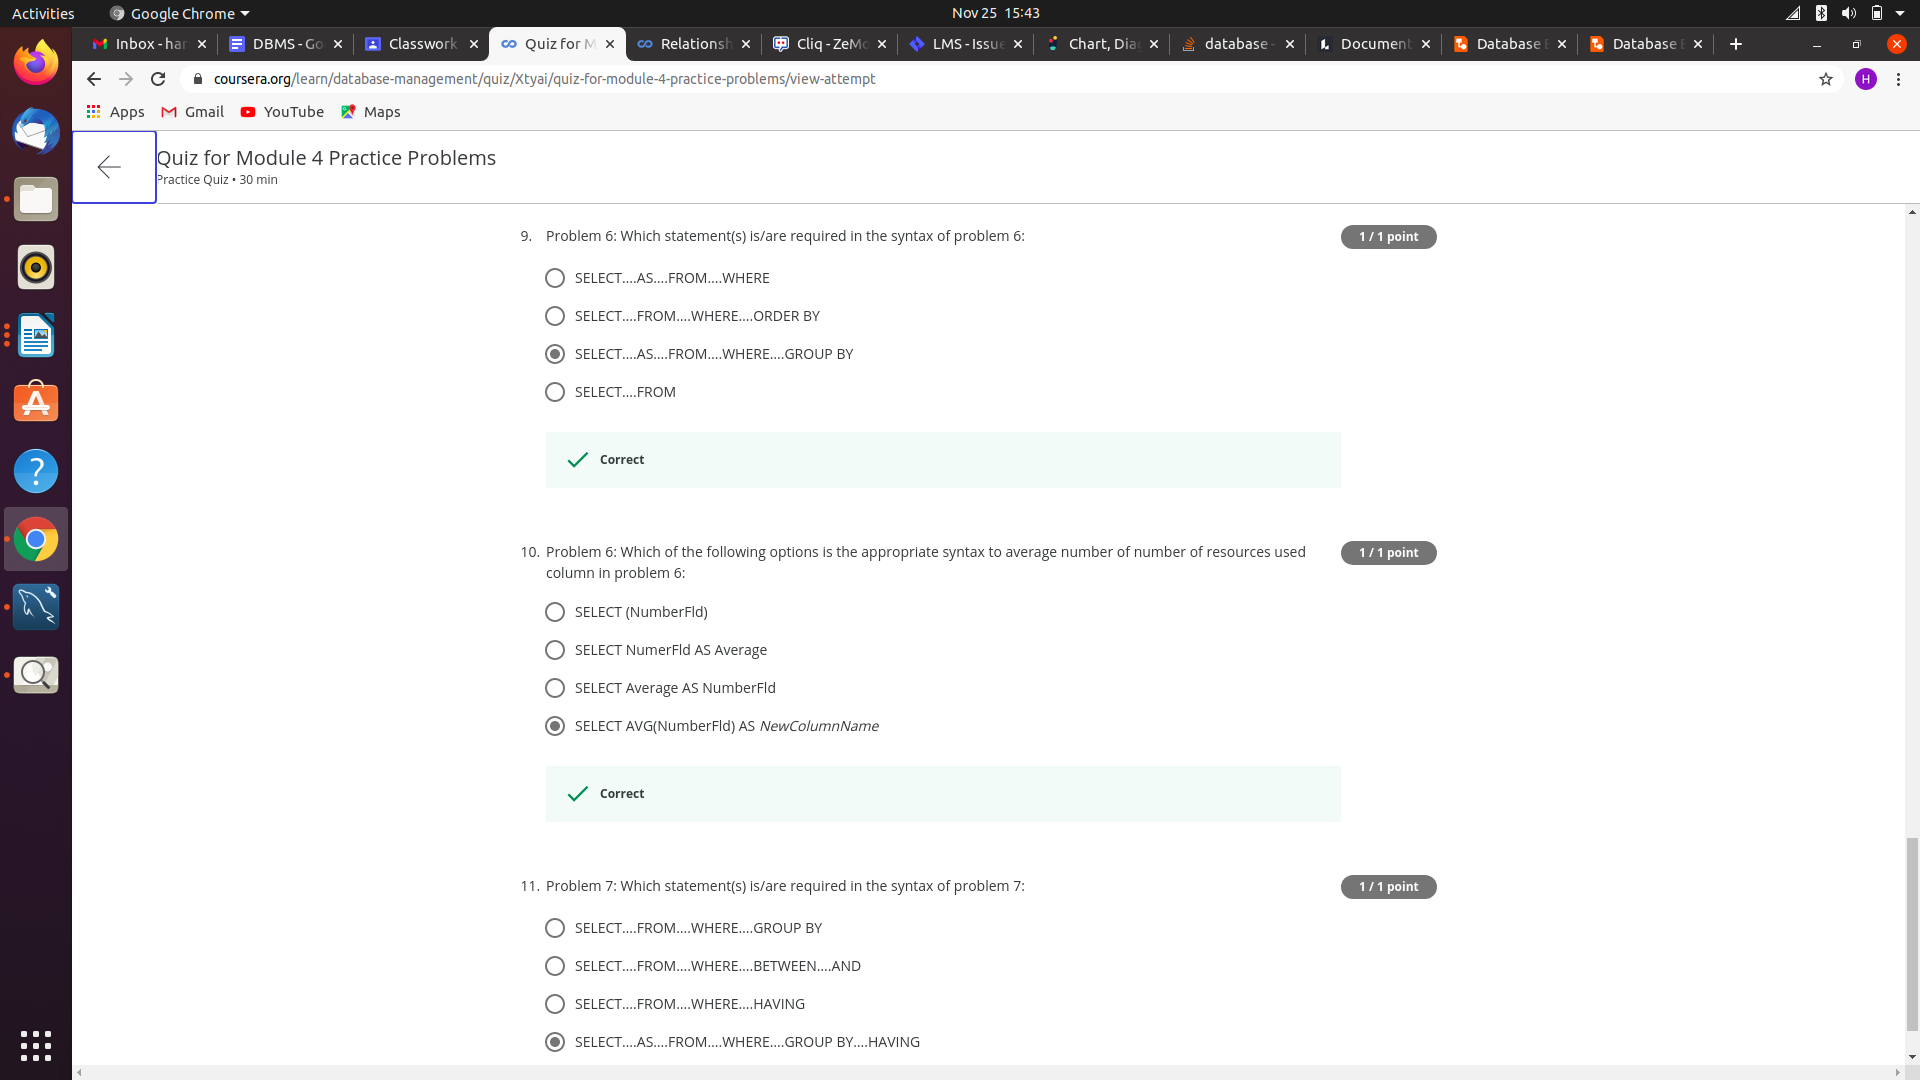 Activities
Google Chrome
Nov 25 15:43
Inbox - har
DBMS - Go
Classwork
Quiz for M
Relationsh
Cliq - ZeMo
LMS - Issue
Chart, Dia
database -
Document
Database E
Database E
coursera.org/learn/database-management/quiz/Xtyai/quiz-for-module-4-practice-problems/view-attempt
H
Apps
Gmail
YouTube
Maps
Quiz for Module 4 Practice Problems
Practice Quiz • 30 min
9. Problem 6: Which statement(s) is/are required in the syntax of problem 6:
1 / 1 point
SELECT....AS....FROM....WHERE
SELECT....FROM....WHERE....ORDER BY
SELECT....AS....FROM....WHERE....GROUP BY
SELECT....FROM
Correct
10. Problem 6: Which of the following options is the appropriate syntax to average number of number of resources used
column in problem 6:
1 / 1 point
SELECT (NumberFld)
SELECT NumerFld AS Average
SELECT Average AS NumberFld
SELECT AVG(NumberFld) AS NewColumnName
Correct
11. Problem 7: Which statement(s) is/are required in the syntax of problem 7:
1 / 1 point
SELECT....FROM....WHERE....GROUP BY
SELECT....FROM....WHERE....BETWEEN....AND
SELECT....FROM....WHERE....HAVING
SELECT....AS....FROM....WHERE....GROUP BY....HAVING